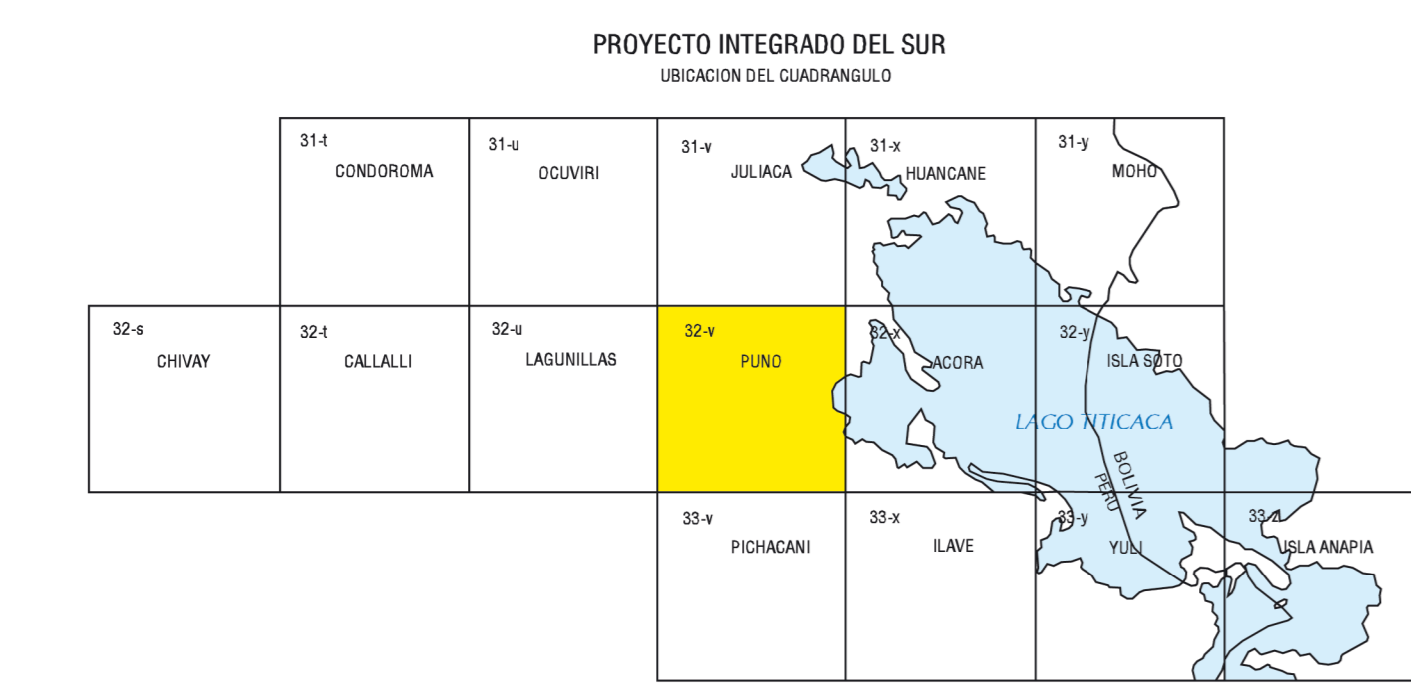 PROYECTO INTEGRADO DEL SUR
UBICACION DEL CUADRANGULO
31-t
CONDOROMA
31-u
OCUVIRI
31-v
JULIACA
31-x
HUANCANE
31-y
MOHO
32-s
CHIVAY
32-t
CALLALLI
32-u
LAGUNILLAS
32-v
PUNO
32-x
ACORA
32-y
ISLA SOTO
LAGO TITICACA
BOLIVIA
PERU
33-v
PICHACANI
33-x
ILAVE
33-y
YULI
33-z
ISLA ANAPIA